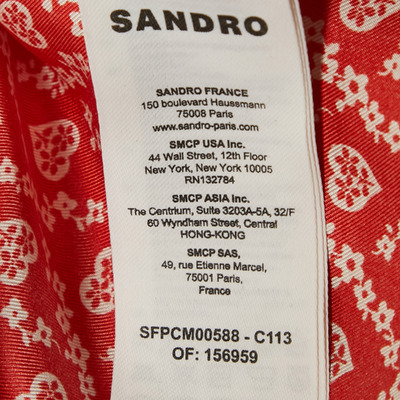 SANDRO
SANDRO FRANCE
150 boulevard Haussmann
75008 Paris
www.sandro-paris.com
SMCP USA Inc.
44 Wall Street, 12th Floor
New York, New York 10005
RN132784
SMCP ASIA Inc.
The Centrium, Suite 3203A-5A, 32/F
60 Wyndham Street, Central
HONG-KONG
SMCP SAS,
49, rue Etienne Marcel,
75001 Paris,
France
SFPCM00588 - C113
OF: 156959